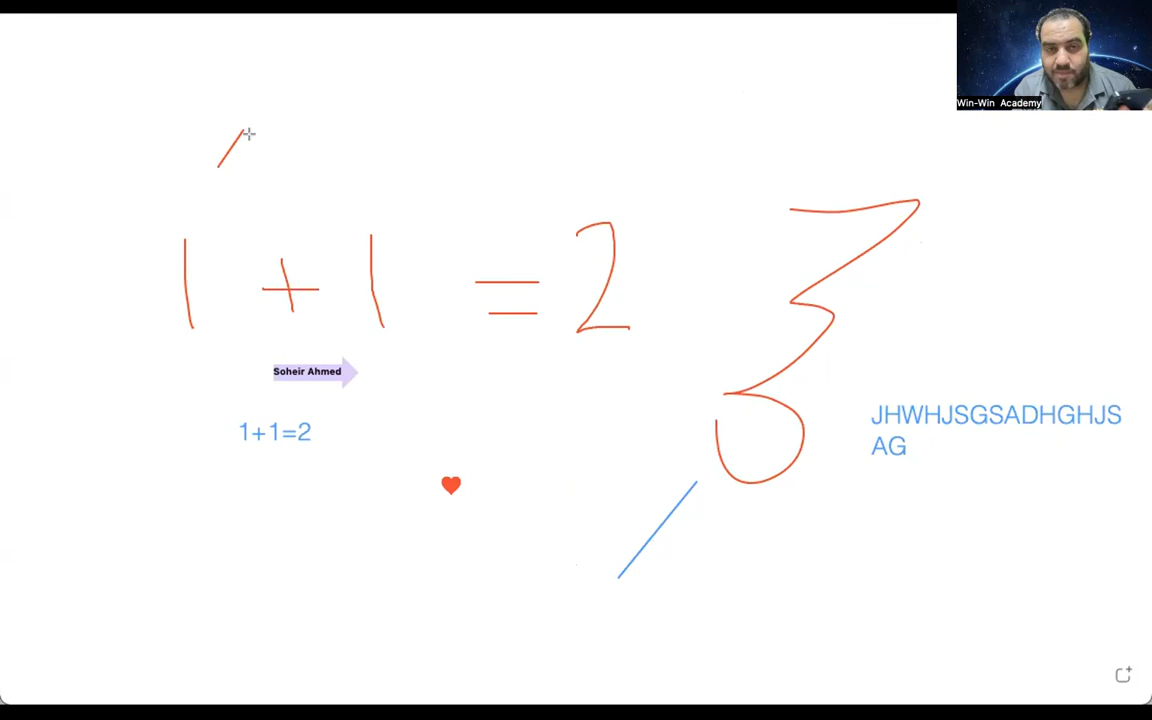 Win-Win Academy
1 + 1 = 2
3
Soheir Ahmed
1+1=2
JHWHJSGSADHGHJS
AG